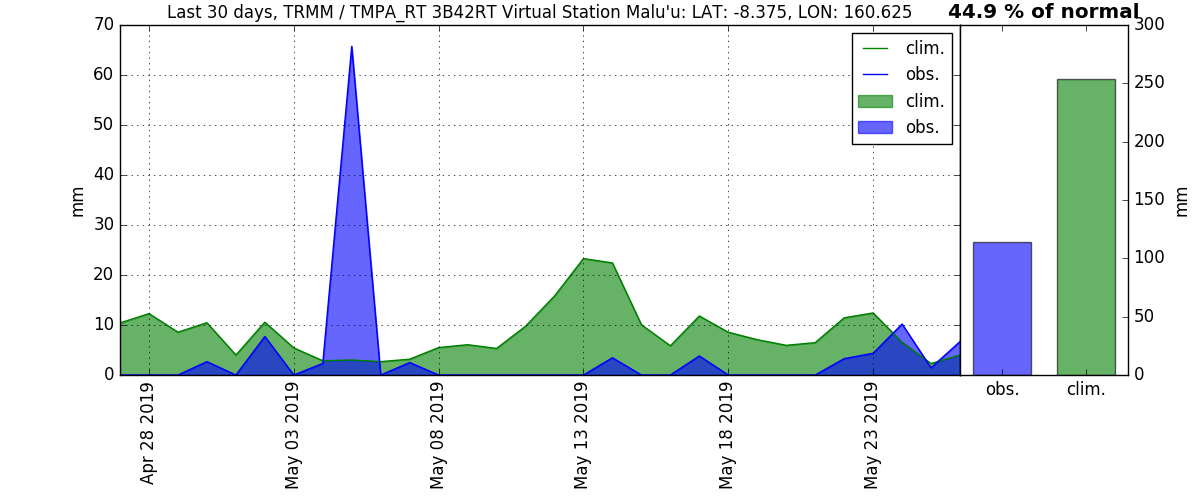 Last 30 days, TRMM / TMPA_RT 3B42RT Virtual Station Malu'u: LAT: -8.375, LON: 160.625
44.9 % of normal
70
60
50
40
30
20
10
0
mm
clim.
obs.
clim.
obs.
Apr 28 2019
May 03 2019
May 08 2019
May 13 2019
May 18 2019
May 23 2019
300
250
200
150
100
50
0
mm
obs.
clim.